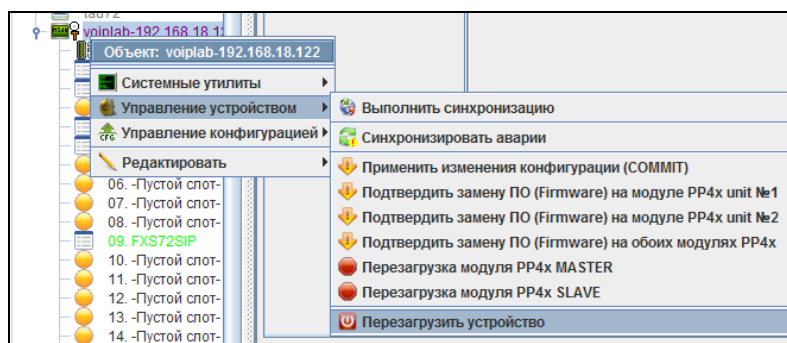 tau72
voiplab-192.168.18.12
Объект: voiplab-192.168.18.122
Системные утилиты
Управление устройством
CFG Управление конфигурацией
Редактировать
Выполнить синхронизацию
Синхронизировать аварии
Применить изменения конфигурации (COMMIT)
Подтвердить замену ПО (Firmware) на модуле PP4x unit №1
Подтвердить замену ПО (Firmware) на модуле PP4x unit №2
Подтвердить замену ПО (Firmware) на обоих модулях PP4x
Перезагрузка модуля PP4x MASTER
Перезагрузка модуля PP4x SLAVE
Перезагрузить устройство
06. -Пустой слот-
07. -Пустой слот-
08. -Пустой слот-
09. FXS72SIP
10. -Пустой слот-
11. -Пустой слот-
12. -Пустой слот-
13. -Пустой слот-
14. -Пустой слот-